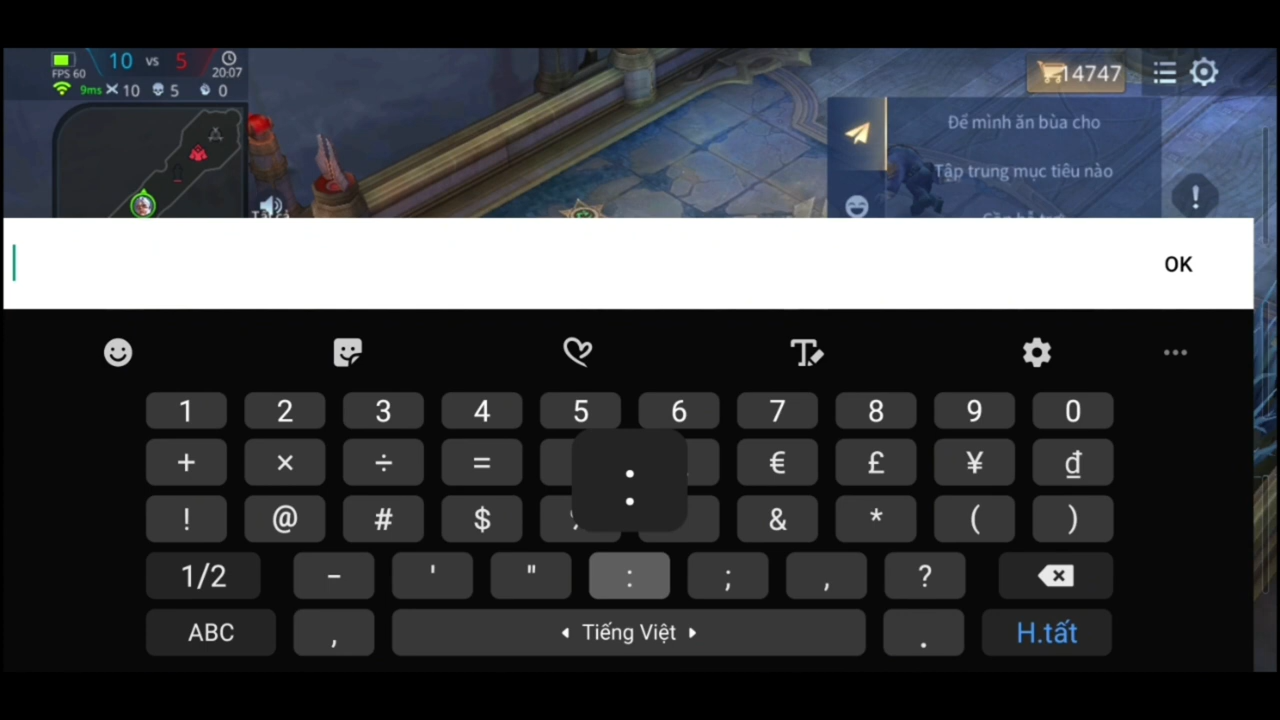 10 vs 5
FPS 60
20:07
9ms 10 5 0
14747
Để mình ăn bùa cho
Tập trung mục tiêu nào
OK
1 2 3 4 5 6 7 8 9 0
+ × ÷ = € £ ¥ ₫
:
! @ # $ & * ( )
1/2 - ' " : ; , ?
ABC , Tiếng Việt . H.tất